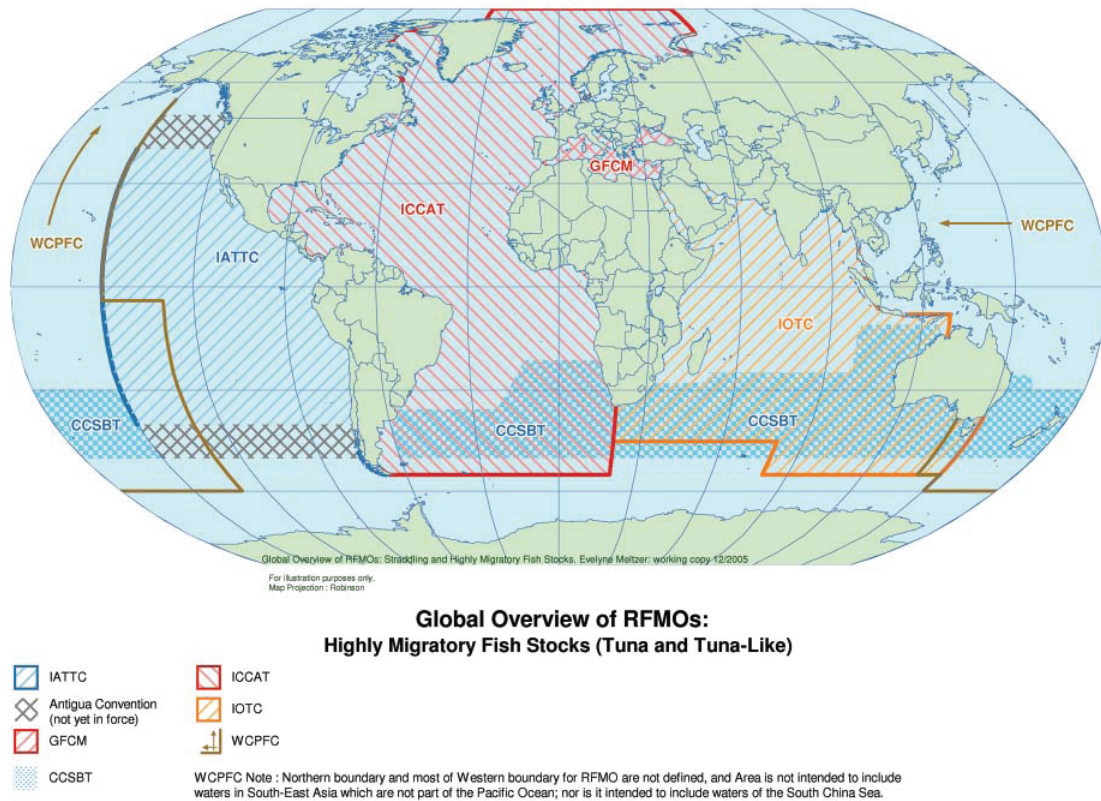 GFCM
ICCAT
WCPFC
WCPFC
IATTC
IOTC
CCSBT
CCSBT
CCSBT
Global Overview of RFMOs: Straddling and Highly Migratory Fish Stocks. Evelyne Meltzer: working copy 12/2005
For illustration purposes only.
Map Projection : Robinson
Global Overview of RFMOs:
Highly Migratory Fish Stocks (Tuna and Tuna-Like)
IATTC
Antigua Convention
(not yet in force)
GFCM
CCSBT
ICCAT
IOTC
WCPFC
WCPFC Note : Northern boundary and most of Western boundary for RFMO are not defined, and Area is not intended to include
waters in South-East Asia which are not part of the Pacific Ocean; nor is it intended to include waters of the South China Sea.